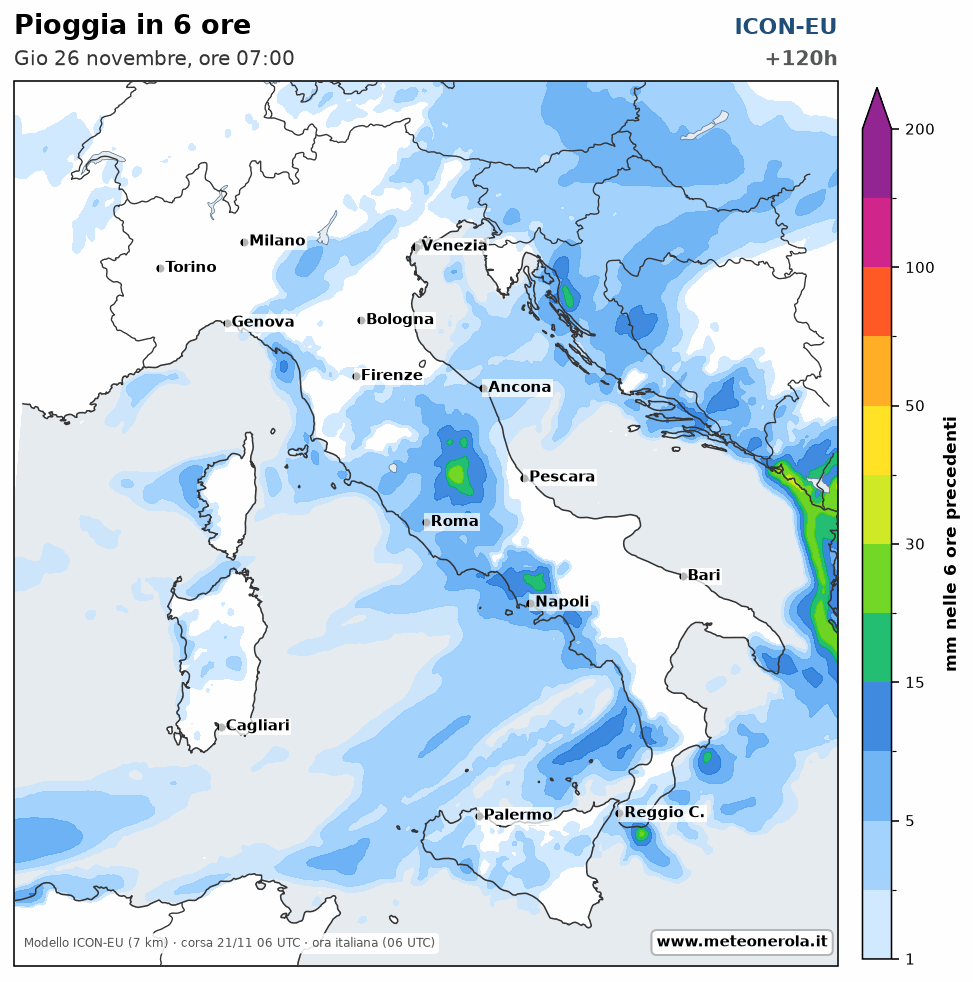 Pioggia in 6 ore
ICON-EU
Gio 26 novembre, ore 07:00
+120h
200
Milano
Venezia
Torino
100
Genova
Bologna
Firenze
Ancona
50
Pescara
Roma
30
Bari
Napoli
15
Cagliari
Palermo
Reggio C.
5
mm nelle 6 ore precedenti
Modello ICON-EU (7 km) · corsa 21/11 06 UTC · ora italiana (06 UTC)
www.meteonerola.it
1